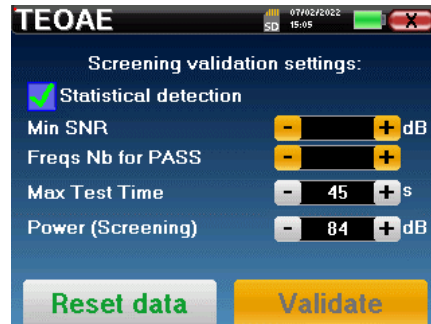 TEOAE SD 07/02/2022 15:05 X
Screening validation settings:
Statistical detection
Min SNR - + dB
Freqs Nb for PASS - +
Max Test Time - 45 + s
Power (Screening) - 84 + dB
Reset data Validate